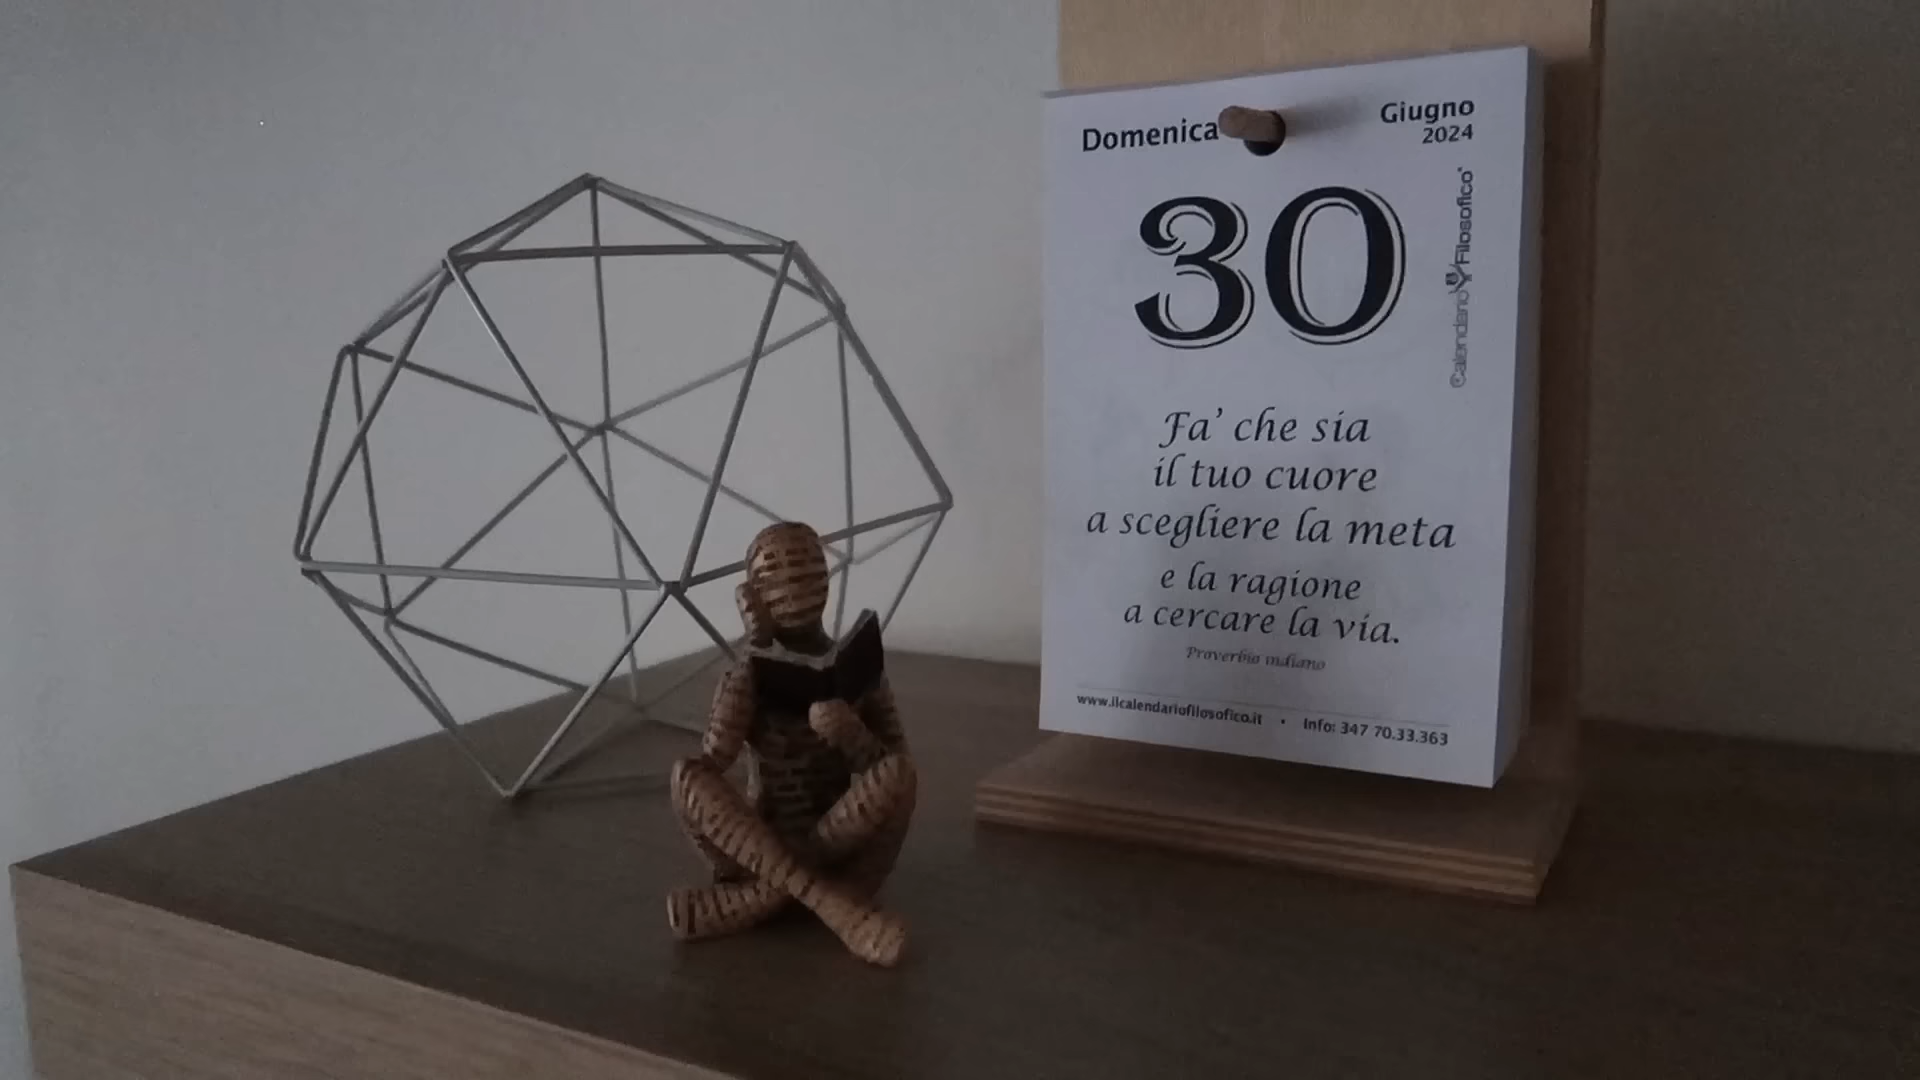 Domenica
Giugno
2024
30
©alendario Filosofico
Fa' che sia
il tuo cuore
a scegliere la meta
e la ragione
a cercare la via.
Proverbio indiano
www.ilcalendariofilosofico.it • Info: 347 70.33.363